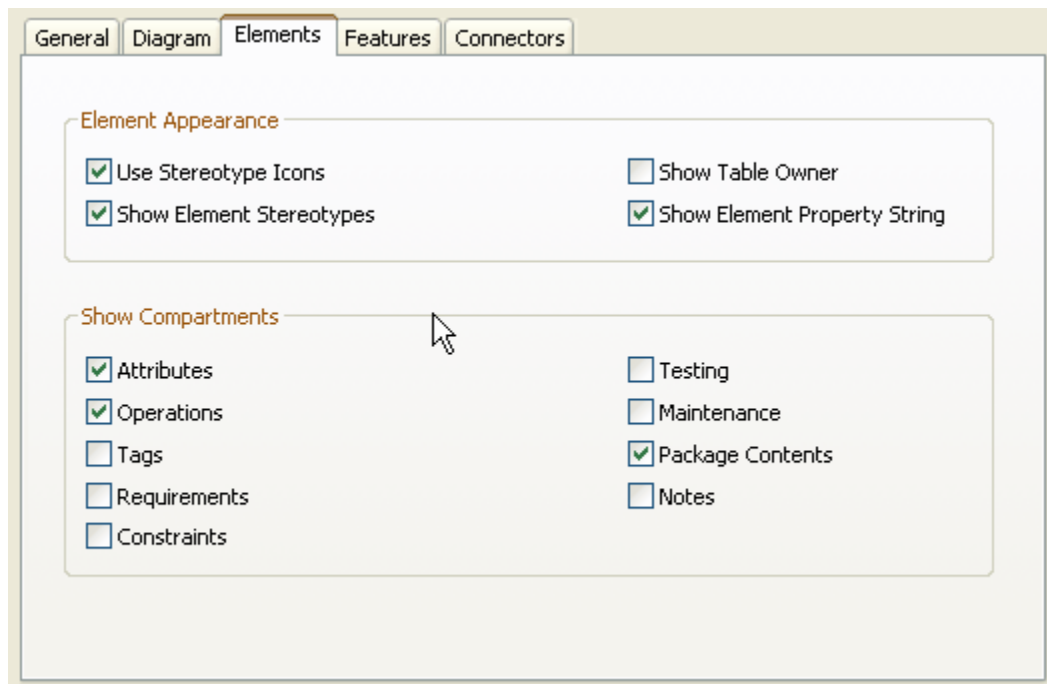 General Diagram Elements Features Connectors
Element Appearance
Use Stereotype Icons Show Table Owner
Show Element Stereotypes Show Element Property String
Show Compartments
Attributes Testing
Operations Maintenance
Tags Package Contents
Requirements Notes
Constraints